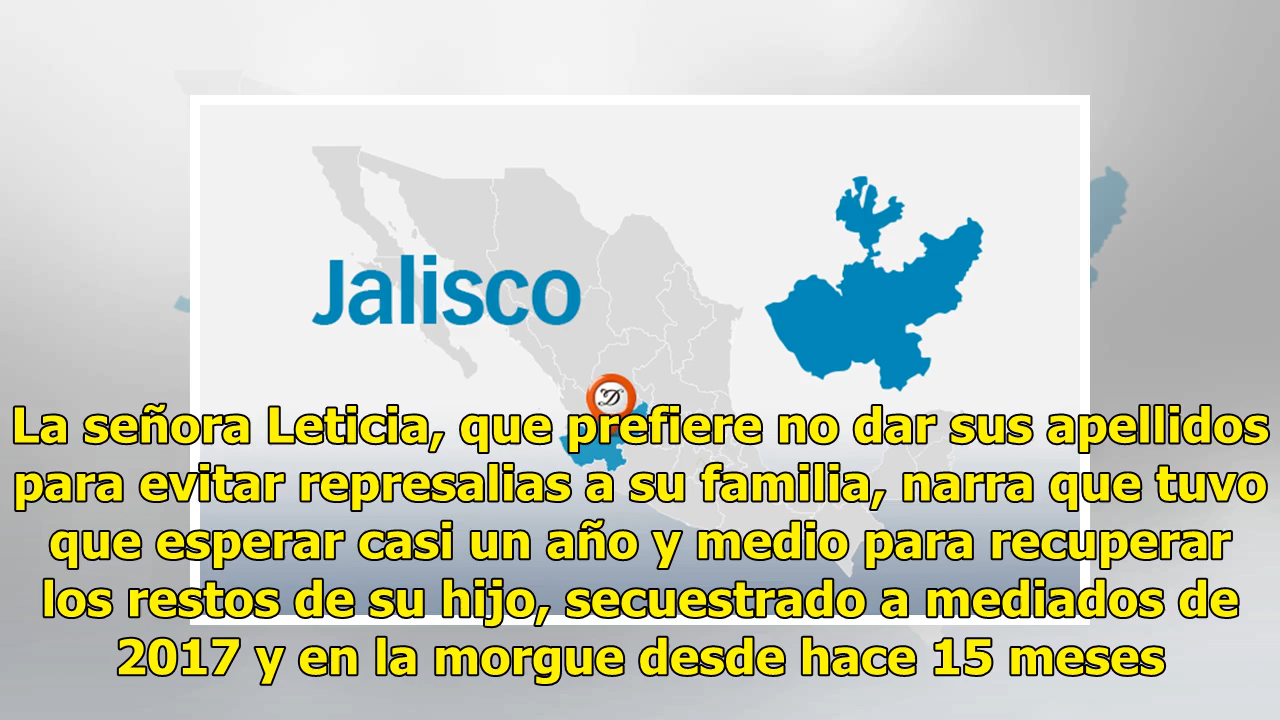 Jalisco
D
La señora Leticia, que prefiere no dar sus apellidos
para evitar represalias a su familia, narra que tuvo
que esperar casi un año y medio para recuperar
los restos de su hijo, secuestrado a mediados de
2017 y en la morgue desde hace 15 meses